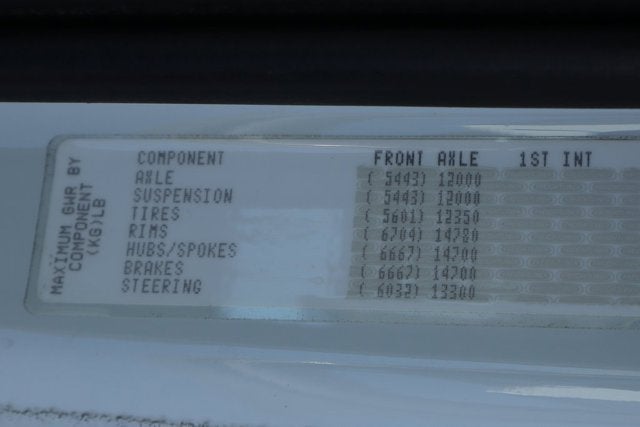 MAXIMUM GWR BY
COMPONENT
(KG)LB
COMPONENT FRONT AXLE 1ST INT
AXLE ( 5443) 12000
SUSPENSION ( 5443) 12000
TIRES ( 5601) 12350
RIMS ( 6704) 14780
HUBS/SPOKES ( 6667) 14700
BRAKES ( 6667) 14700
STEERING ( 6032) 13300